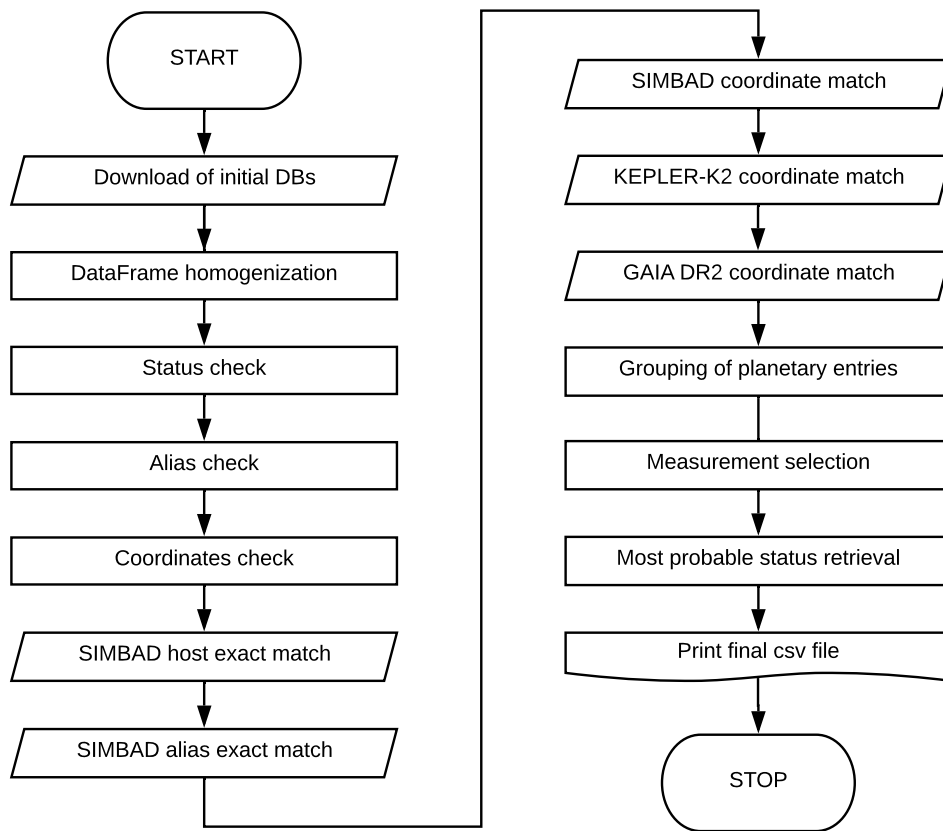 START
Download of initial DBs
DataFrame homogenization
Status check
Alias check
Coordinates check
SIMBAD host exact match
SIMBAD alias exact match
SIMBAD coordinate match
KEPLER-K2 coordinate match
GAIA DR2 coordinate match
Grouping of planetary entries
Measurement selection
Most probable status retrieval
Print final csv file
STOP